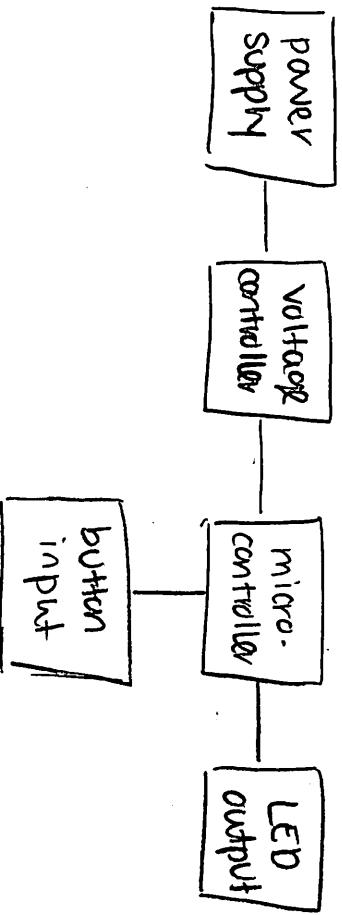 power
supply
voltage
controller
micro.
controller
LED
output
button
input